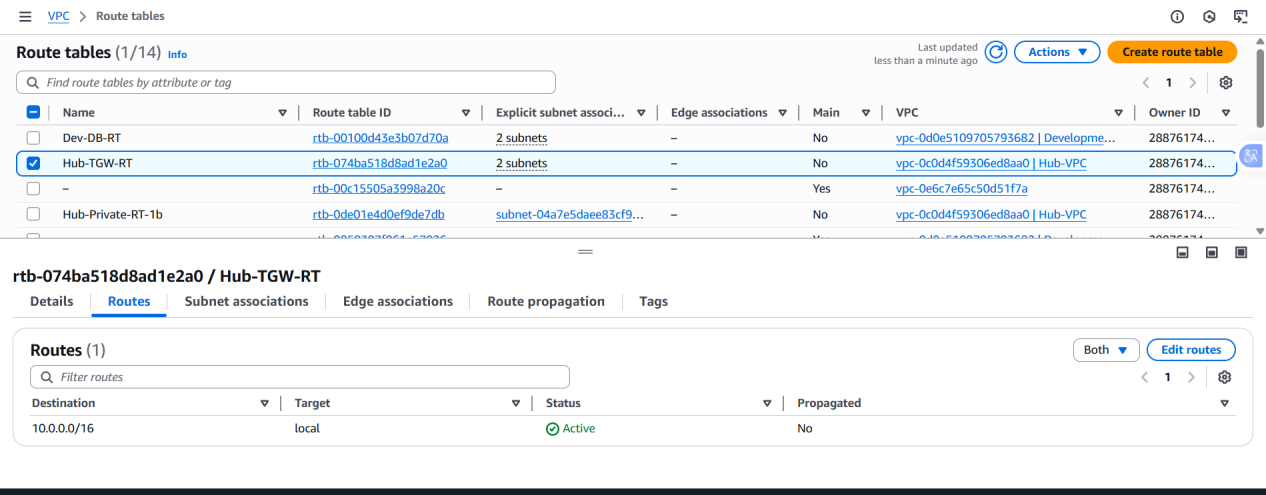 VPC > Route tables
Route tables (1/14) Info
Last updated
less than a minute ago
Actions
Create route table
Find route tables by attribute or tag
1
Name Route table ID Explicit subnet associ... Edge associations Main VPC Owner ID
Dev-DB-RT rtb-00100d43e3b07d70a 2 subnets – No vpc-0d0e5109705793682 | Developme... 28876174...
Hub-TGW-RT rtb-074ba518d8ad1e2a0 2 subnets – No vpc-0c0d4f59306ed8aa0 | Hub-VPC 28876174...
– rtb-00c15505a3998a20c – – Yes vpc-0e6c7e65c50d51f7a 28876174...
Hub-Private-RT-1b rtb-0de01e4d0ef9de7db subnet-04a7e5daee83cf9... – No vpc-0c0d4f59306ed8aa0 | Hub-VPC 28876174...
rtb-074ba518d8ad1e2a0 / Hub-TGW-RT
Details Routes Subnet associations Edge associations Route propagation Tags
Routes (1)
Both
Edit routes
Filter routes
1
Destination Target Status Propagated
10.0.0.0/16 local Active No